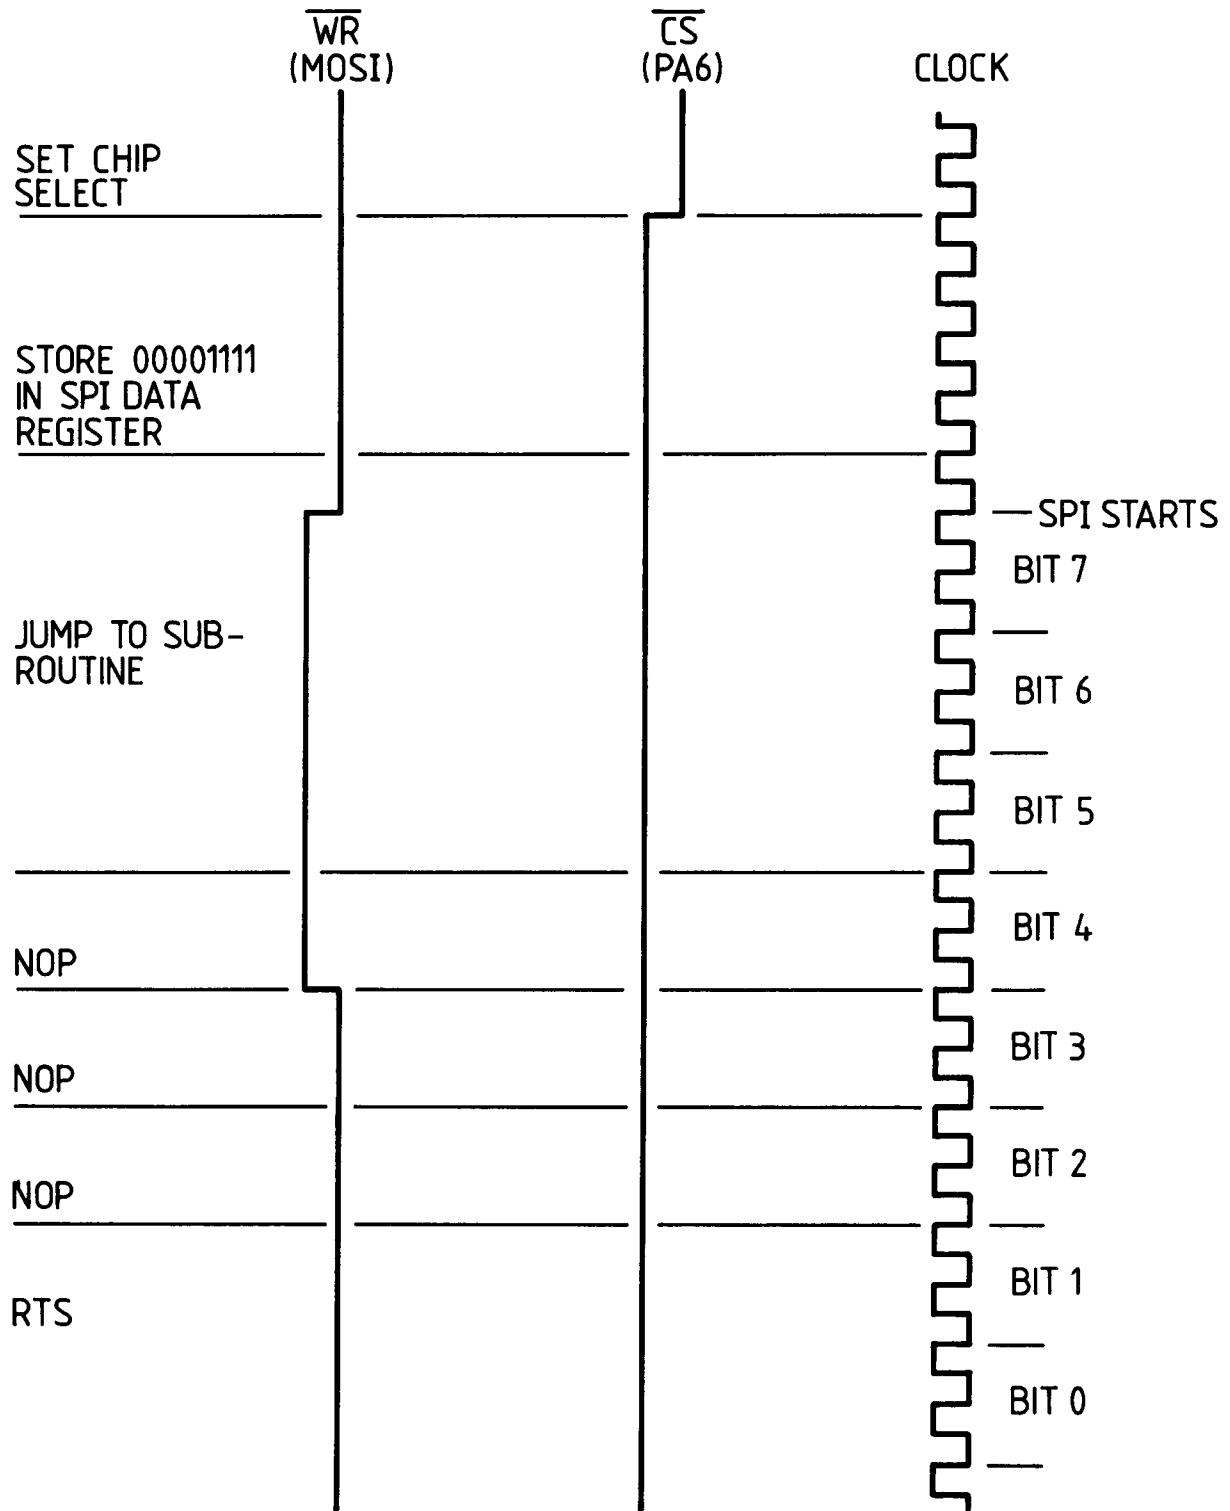 WR
(MOSI)
CS
(PA6)
CLOCK
SET CHIP
SELECT
STORE 00001111
IN SPI DATA
REGISTER
SPI STARTS
BIT 7
JUMP TO SUB-
ROUTINE
BIT 6
BIT 5
BIT 4
NOP
BIT 3
NOP
BIT 2
NOP
BIT 1
RTS
BIT 0